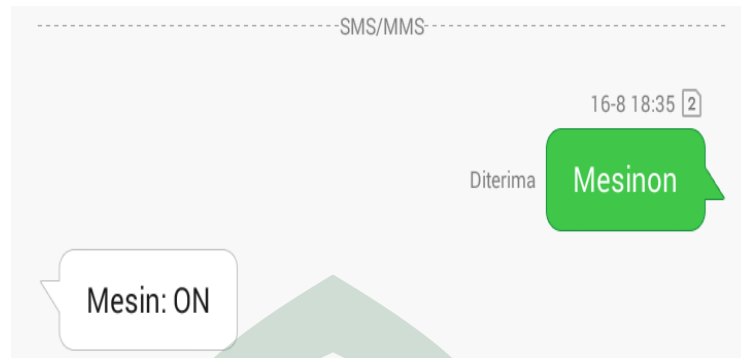 SMS/MMS
16-8 18:35 2
Diterima
Mesinon
Mesin: ON